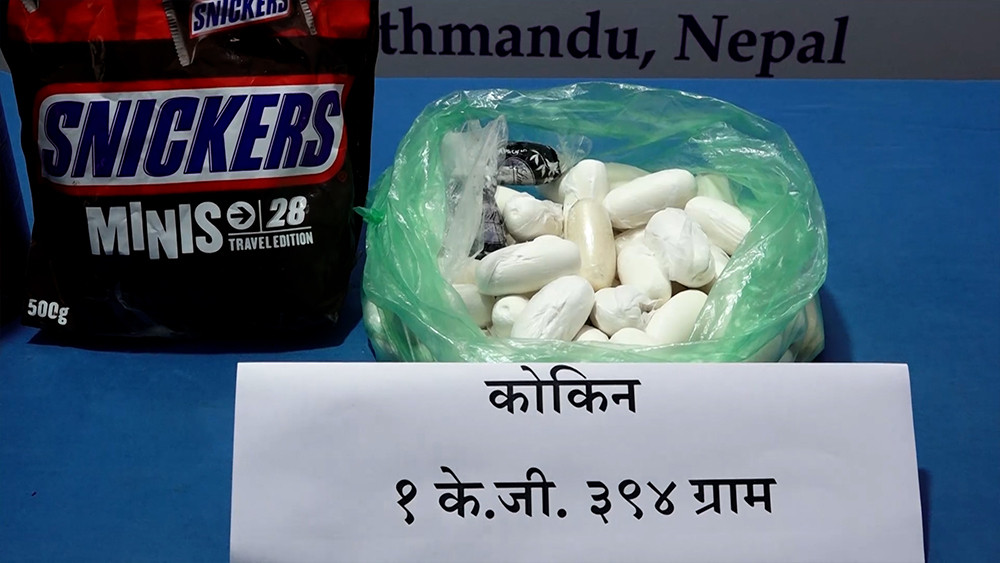 SNICKERS
thmandu, Nepal
SNICKERS
MINIS 28
TRAVEL EDITION
500g
कोकिन
१ के.जी. ३९४ ग्राम